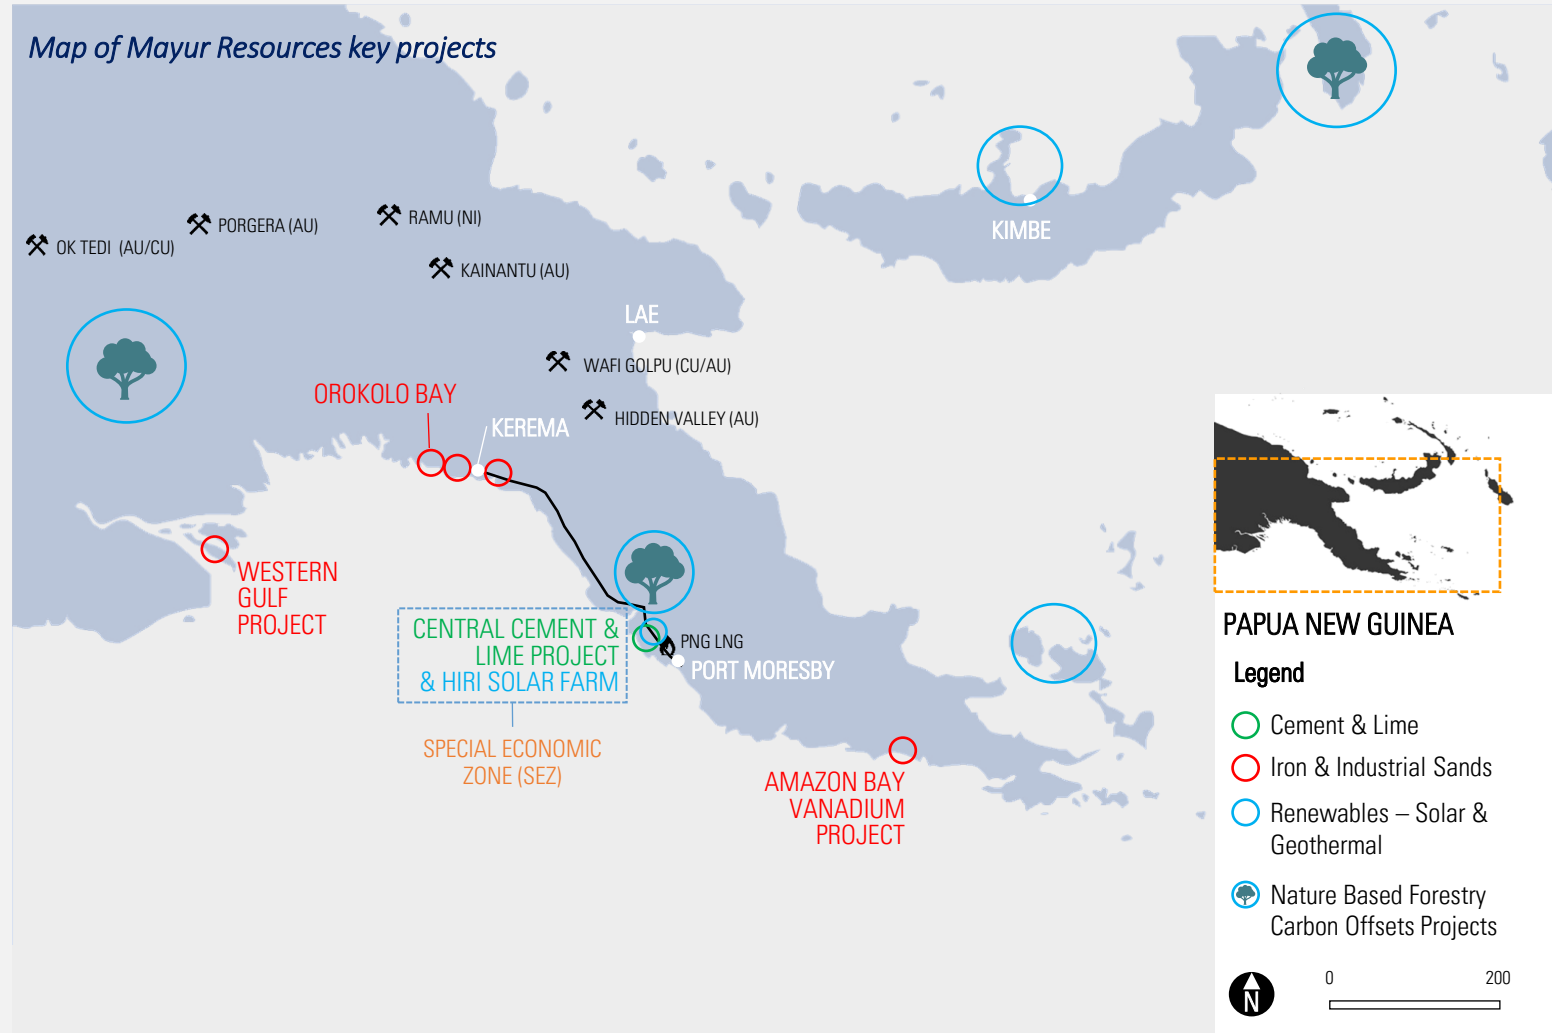 Map of Mayur Resources key projects
KIMBE
PORGERA (AU)
RAMU (NI)
OK TEDI (AU/CU)
KAINANTU (AU)
LAE
WAFI GOLPU (CU/AU)
OROKOLO BAY
KEREMA
HIDDEN VALLEY (AU)
WESTERN
GULF
PROJECT
CENTRAL CEMENT &
LIME PROJECT
& HIRI SOLAR FARM
PNG LNG
PORT MORESBY
SPECIAL ECONOMIC
ZONE (SEZ)
AMAZON BAY
VANADIUM
PROJECT
PAPUA NEW GUINEA
Legend
Cement & Lime
Iron & Industrial Sands
Renewables – Solar &
Geothermal
Nature Based Forestry
Carbon Offsets Projects
N
0 200